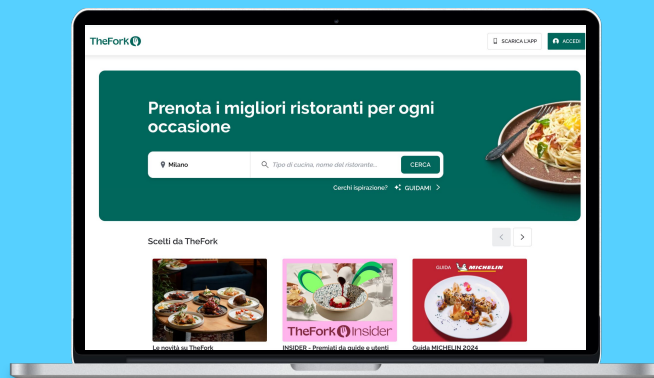 TheFork
SCARICA L'APP
ACCEDI
Prenota i migliori ristoranti per ogni
occasione
Milano
Tipo di cucina, nome del ristorante...
CERCA
Cerchi ispirazione? GUIDAMI >
Scelti da TheFork
< >
TheFork Insider
GUIDA MICHELIN
Le novità su TheFork
INSIDER - Premiati da guide e utenti
Guida MICHELIN 2024